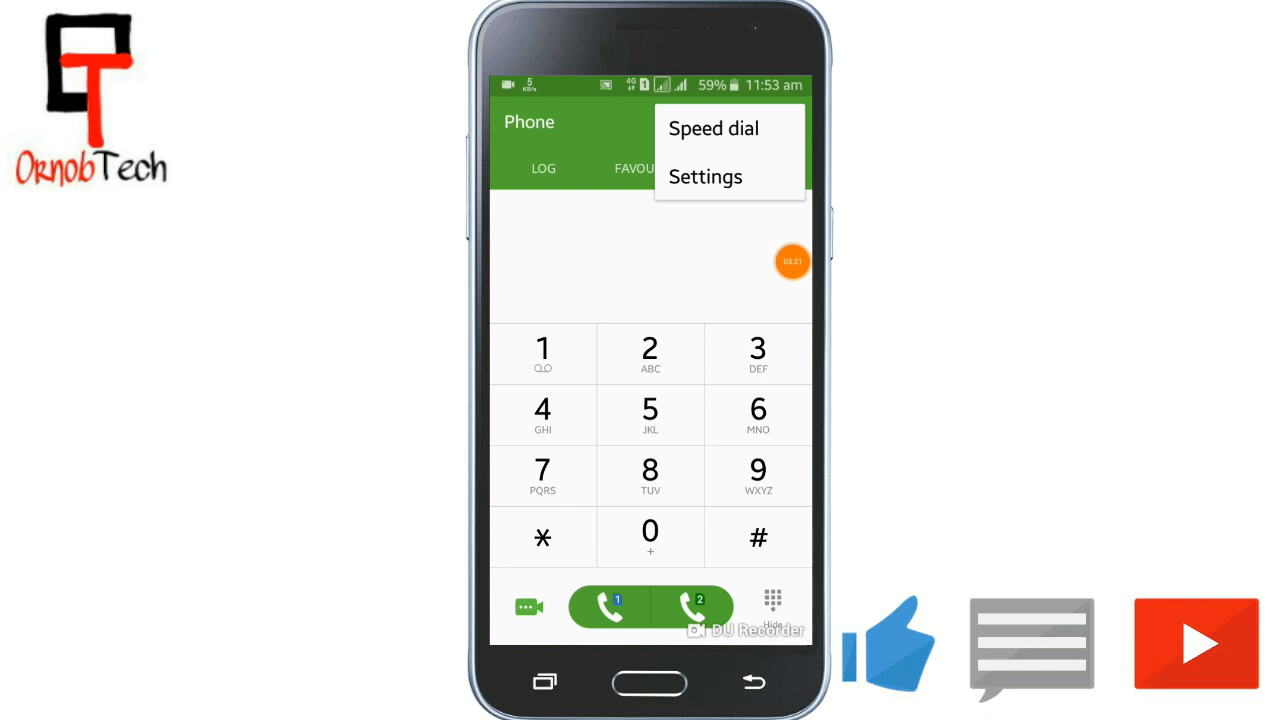 OrnobTech
5
KB/s
4G
1
59%
11:53 am
Phone
Speed dial
Settings
LOG
FAVOU
03:21
1
2
ABC
3
DEF
4
GHI
5
JKL
6
MNO
7
PQRS
8
TUV
9
WXYZ
*
0
+
#
1
2
Hide
DU Recorder